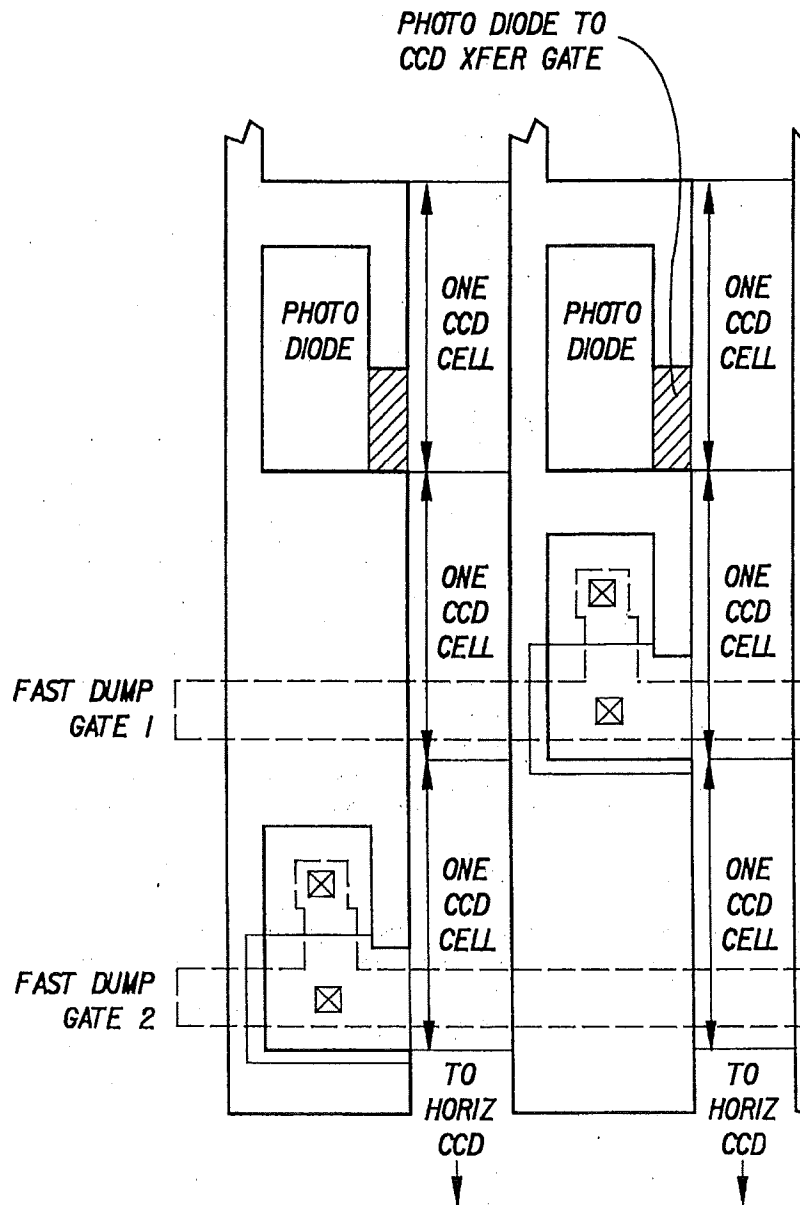 PHOTO DIODE TO
CCD XFER GATE
PHOTO
DIODE
ONE
CCD
CELL
PHOTO
DIODE
ONE
CCD
CELL
ONE
CCD
CELL
ONE
CCD
CELL
FAST DUMP
GATE 1
ONE
CCD
CELL
ONE
CCD
CELL
FAST DUMP
GATE 2
TO
HORIZ
CCD
TO
HORIZ
CCD